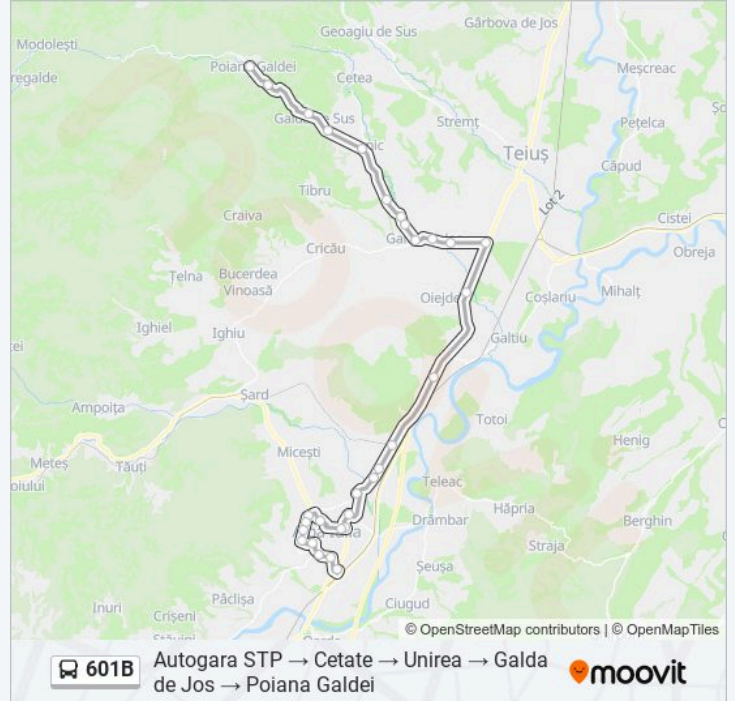 Geoagiu de Sus
Gârbova de Jos
Modolești
Poiana Galdei
Cetea
Meșcreac
regalde
Galda de Sus
Stremț
Pețelca
Teiuș
Căpud
Tibru
Lot 2
Craiva
Cistei
Cricău
Obreja
Țelna
Bucerdea
Vinoasă
Oiejdea
Coșlariu
Mihalț
Ighiel
Ighiu
Galtiu
Șard
Ampoița
Totoi
Micești
Henig
Meteș
Tăuți
oiului
Teleac
Hăpria
Berghin
Drâmbar
Straja
Șeușa
Pâclișa
Ciugud
Inuri
Crișeni
© OpenStreetMap contributors | © OpenMapTiles
601B
Autogara STP → Cetate → Unirea → Galda
de Jos → Poiana Galdei
moovit